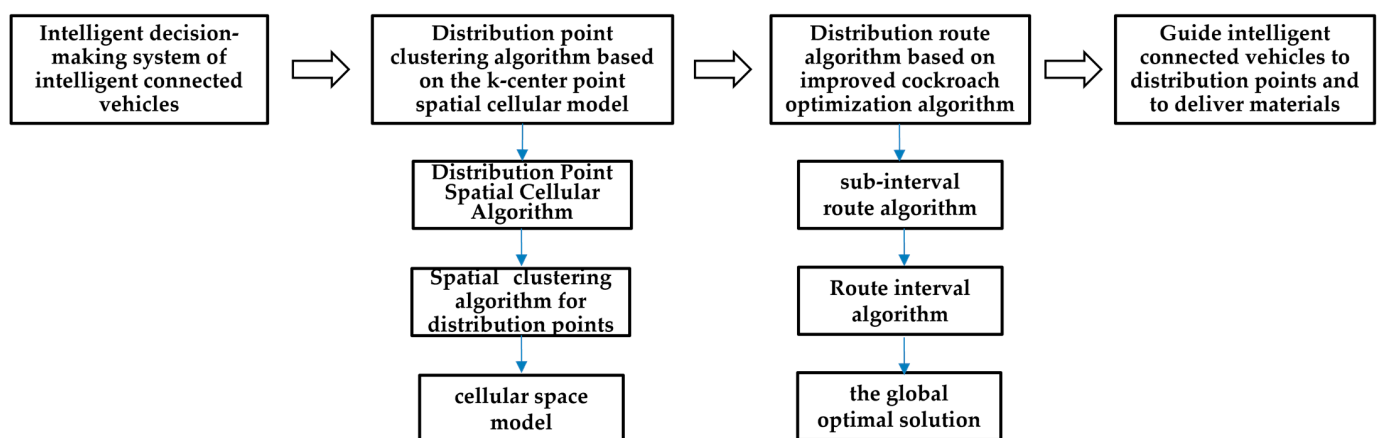 Intelligent decision-
making system of
intelligent connected
vehicles
Distribution point
clustering algorithm based
on the k-center point
spatial cellular model
Distribution route
algorithm based on
improved cockroach
optimization algorithm
Guide intelligent
connected vehicles to
distribution points and
to deliver materials
Distribution Point
Spatial Cellular
Algorithm
sub-interval
route algorithm
Spatial clustering
algorithm for
distribution points
Route interval
algorithm
cellular space
model
the global
optimal solution